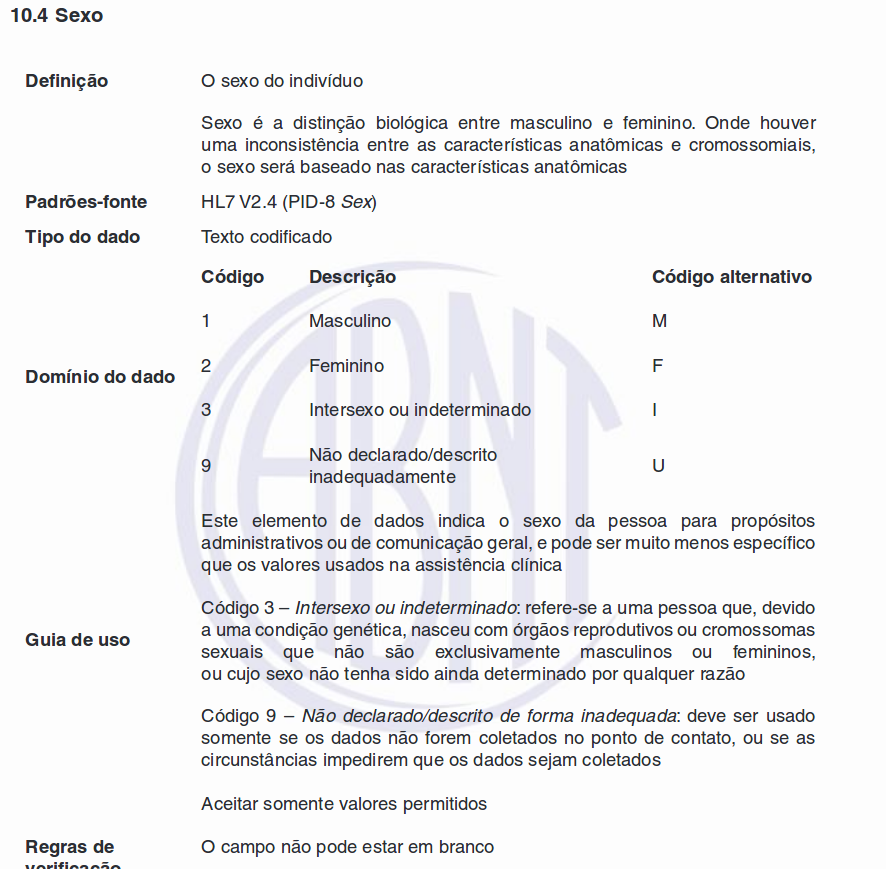 10.4 Sexo
Definição
O sexo do indivíduo
Sexo é a distinção biológica entre masculino e feminino. Onde houver
uma inconsistência entre as características anatômicas e cromossomiais,
o sexo será baseado nas características anatômicas
Padrões-fonte
HL7 V2.4 (PID-8 Sex)
Tipo do dado
Texto codificado
Domínio do dado
Código Descrição Código alternativo
1 Masculino M
2 Feminino F
3 Intersexo ou indeterminado I
9 Não declarado/descrito U
inadequadamente
ABNT
Guia de uso
Este elemento de dados indica o sexo da pessoa para propósitos
administrativos ou de comunicação geral, e pode ser muito menos específico
que os valores usados na assistência clínica
Código 3 – Intersexo ou indeterminado: refere-se a uma pessoa que, devido
a uma condição genética, nasceu com órgãos reprodutivos ou cromossomas
sexuais que não são exclusivamente masculinos ou femininos,
ou cujo sexo não tenha sido ainda determinado por qualquer razão
Código 9 – Não declarado/descrito de forma inadequada: deve ser usado
somente se os dados não forem coletados no ponto de contato, ou se as
circunstâncias impedirem que os dados sejam coletados
Aceitar somente valores permitidos
Regras de
verificação
O campo não pode estar em branco